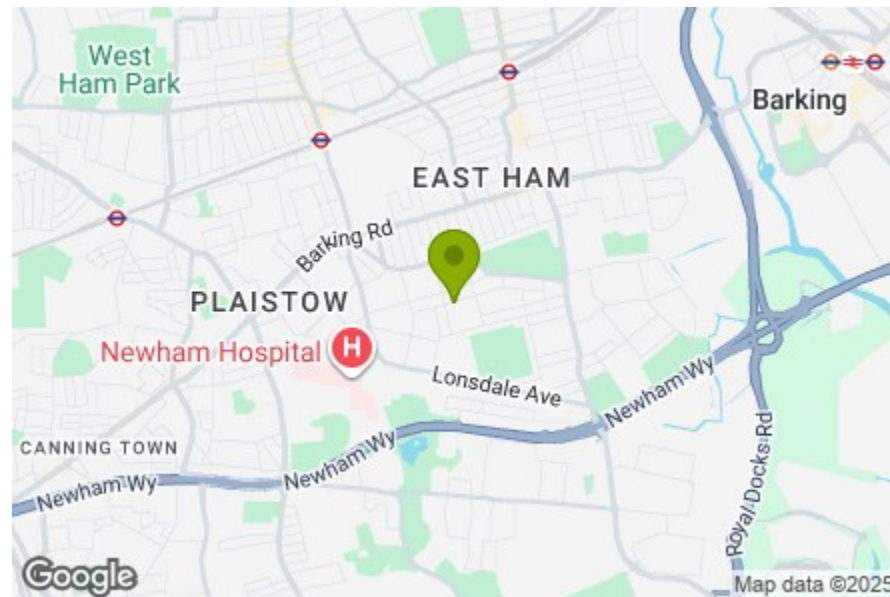 West
Ham Park
Barking
EAST HAM
Barking Rd
PLAISTOW
Newham Hospital
H
Lonsdale Ave
Newham Wy
CANNING TOWN
Newham Wy
Newham Wy
Royal Docks Rd
Google
Map data ©2025